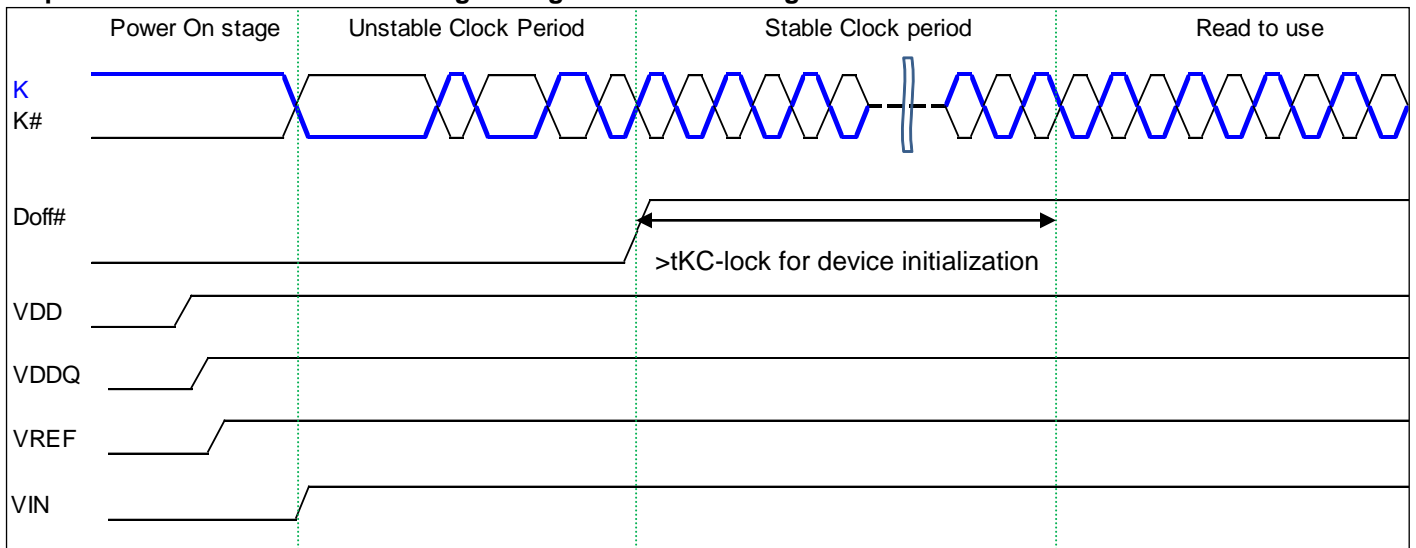 Power On stage Unstable Clock Period Stable Clock period Read to use
K
K#
Doff#
>tKC-lock for device initialization
VDD
VDDQ
VREF
VIN